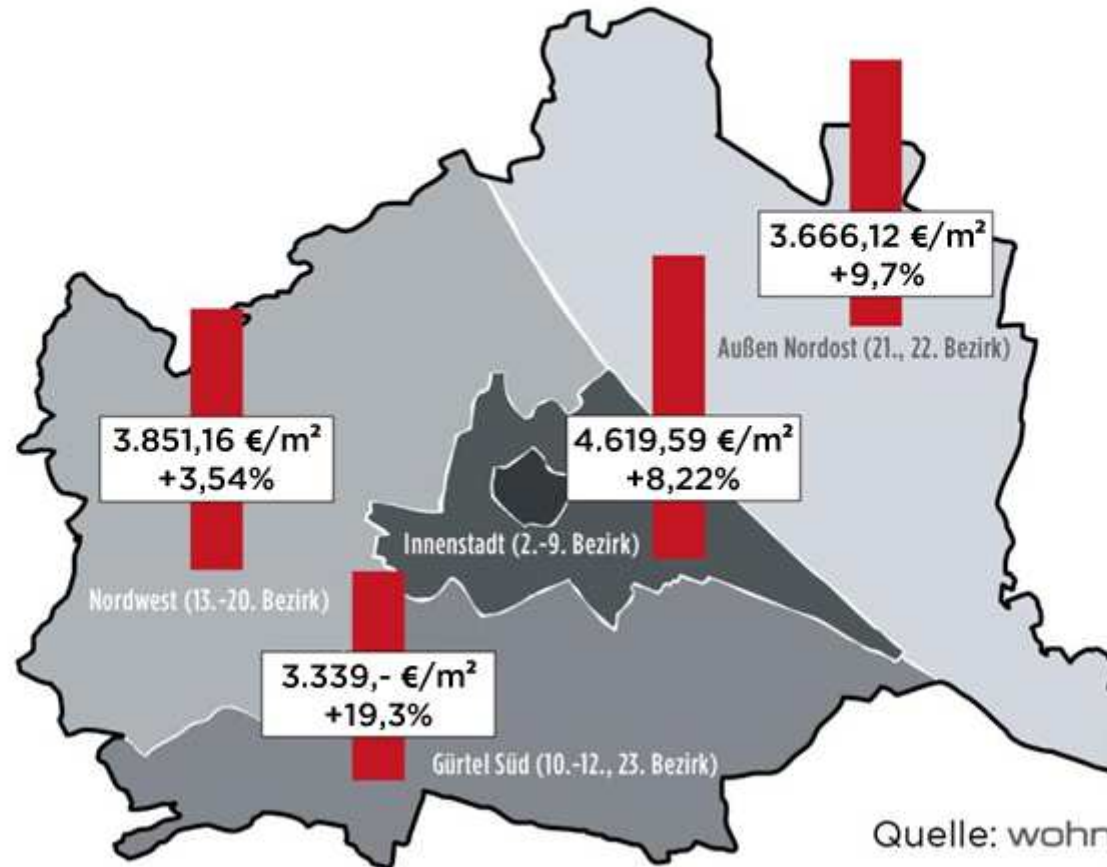 3.666,12 €/m²
+9,7%
Außen Nordost (21., 22. Bezirk)
3.851,16 €/m²
+3,54%
Nordwest (13.-20. Bezirk)
4.619,59 €/m²
+8,22%
Innenstadt (2.-9. Bezirk)
3.339,- €/m²
+19,3%
Gürtel Süd (10.-12., 23. Bezirk)
Quelle: